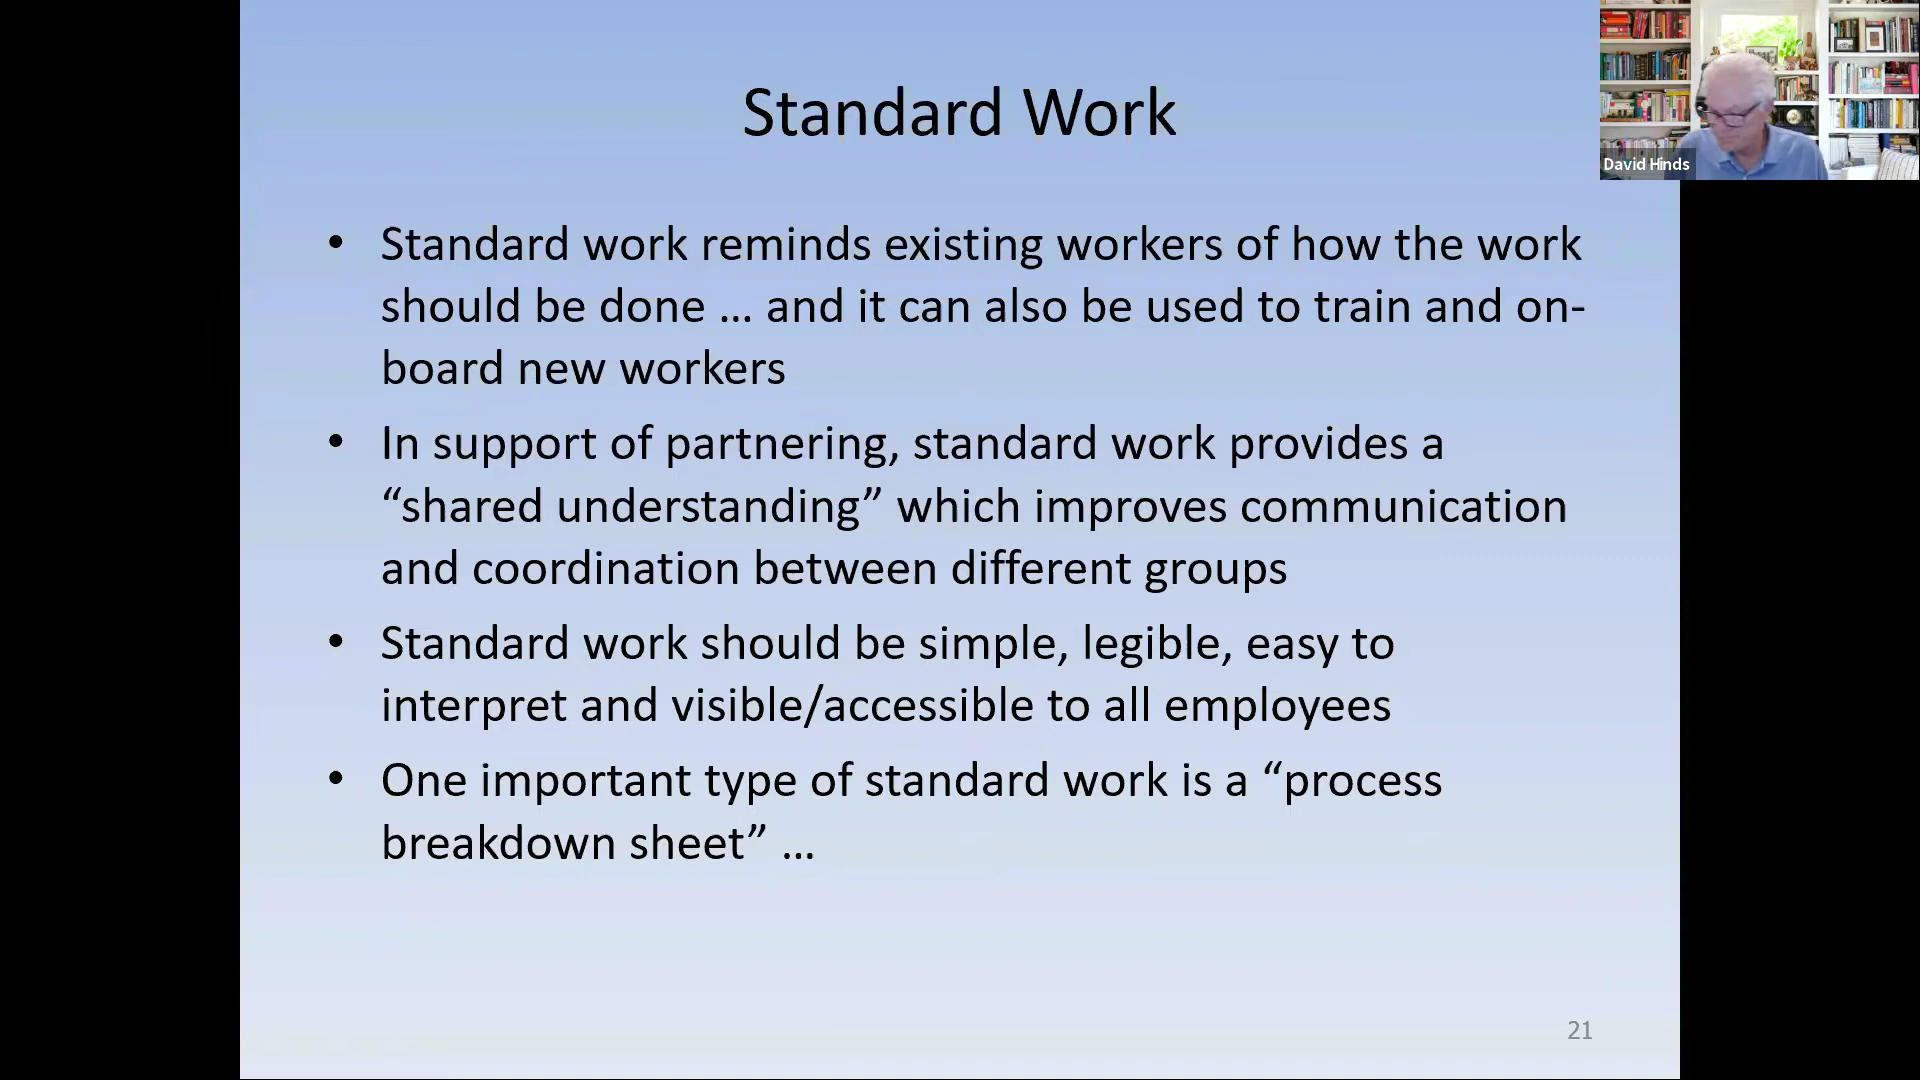 Standard Work
David Hinds
• Standard work reminds existing workers of how the work
should be done … and it can also be used to train and on-
board new workers
• In support of partnering, standard work provides a
“shared understanding” which improves communication
and coordination between different groups
• Standard work should be simple, legible, easy to
interpret and visible/accessible to all employees
• One important type of standard work is a “process
breakdown sheet” …
21